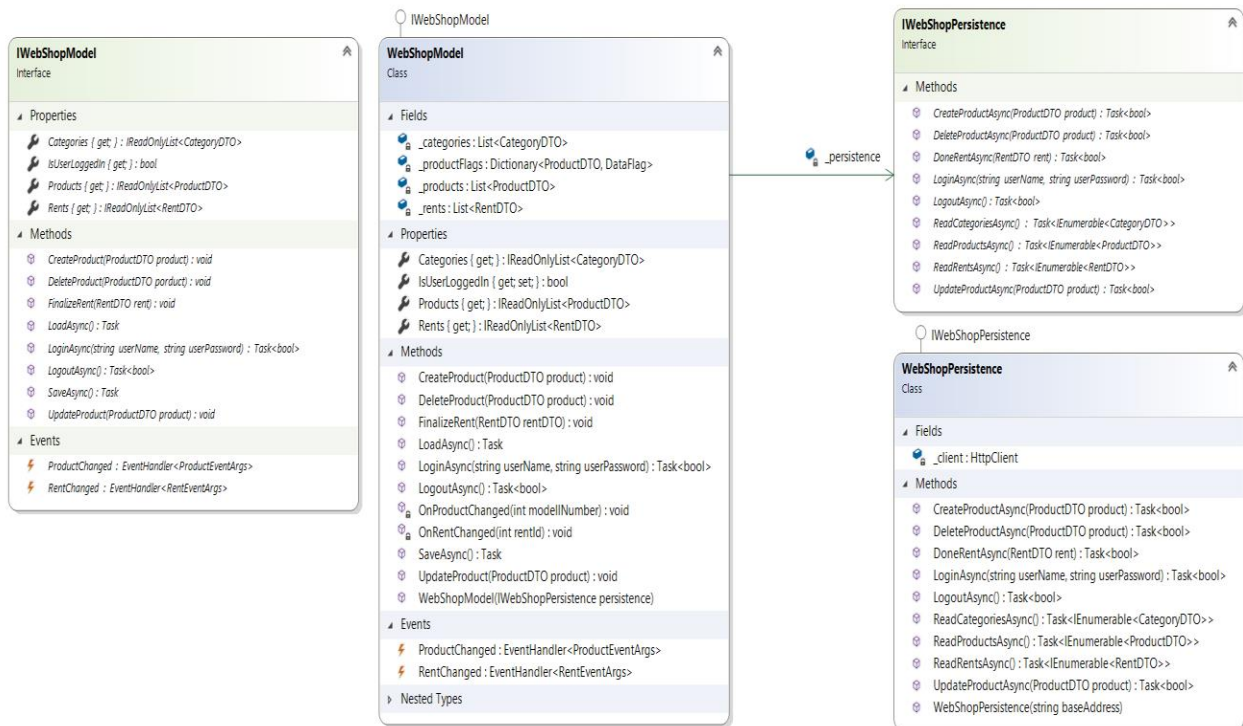 IWebShopModel
Interface
Properties
Categories { get; } : IReadOnlyList<CategoryDTO>
IsUserLoggedIn { get; } : bool
Products { get; } : IReadOnlyList<ProductDTO>
Rents { get; } : IReadOnlyList<RentDTO>
Methods
CreateProduct(ProductDTO product) : void
DeleteProduct(ProductDTO porduct) : void
FinalizeRent(RentDTO rent) : void
LoadAsync() : Task
LoginAsync(string userName, string userPassword) : Task<bool>
LogoutAsync() : Task<bool>
SaveAsync() : Task
UpdateProduct(ProductDTO product) : void
Events
ProductChanged : EventHandler<ProductEventArgs>
RentChanged : EventHandler<RentEventArgs>
IWebShopModel
WebShopModel
Class
Fields
_categories : List<CategoryDTO>
_productFlags : Dictionary<ProductDTO, DataFlag>
_products : List<ProductDTO>
_rents : List<RentDTO>
Properties
Categories { get; } : IReadOnlyList<CategoryDTO>
IsUserLoggedIn { get; set; } : bool
Products { get; } : IReadOnlyList<ProductDTO>
Rents { get; } : IReadOnlyList<RentDTO>
Methods
CreateProduct(ProductDTO product) : void
DeleteProduct(ProductDTO product) : void
FinalizeRent(RentDTO rentDTO) : void
LoadAsync() : Task
LoginAsync(string userName, string userPassword) : Task<bool>
LogoutAsync() : Task<bool>
OnProductChanged(int modellNumber) : void
OnRentChanged(int rentId) : void
SaveAsync() : Task
UpdateProduct(ProductDTO product) : void
WebShopModel(IWebShopPersistence persistence)
Events
ProductChanged : EventHandler<ProductEventArgs>
RentChanged : EventHandler<RentEventArgs>
Nested Types
_persistence
IWebShopPersistence
Interface
Methods
CreateProductAsync(ProductDTO product) : Task<bool>
DeleteProductAsync(ProductDTO product) : Task<bool>
DoneRentAsync(RentDTO rent) : Task<bool>
LoginAsync(string userName, string userPassword) : Task<bool>
LogoutAsync() : Task<bool>
ReadCategoriesAsync() : Task<IEnumerable<CategoryDTO>>
ReadProductsAsync() : Task<IEnumerable<ProductDTO>>
ReadRentsAsync() : Task<IEnumerable<RentDTO>>
UpdateProductAsync(ProductDTO product) : Task<bool>
IWebShopPersistence
WebShopPersistence
Class
Fields
_client : HttpClient
Methods
CreateProductAsync(ProductDTO product) : Task<bool>
DeleteProductAsync(ProductDTO product) : Task<bool>
DoneRentAsync(RentDTO rent) : Task<bool>
LoginAsync(string userName, string userPassword) : Task<bool>
LogoutAsync() : Task<bool>
ReadCategoriesAsync() : Task<IEnumerable<CategoryDTO>>
ReadProductsAsync() : Task<IEnumerable<ProductDTO>>
ReadRentsAsync() : Task<IEnumerable<RentDTO>>
UpdateProductAsync(ProductDTO product) : Task<bool>
WebShopPersistence(string baseAddress)